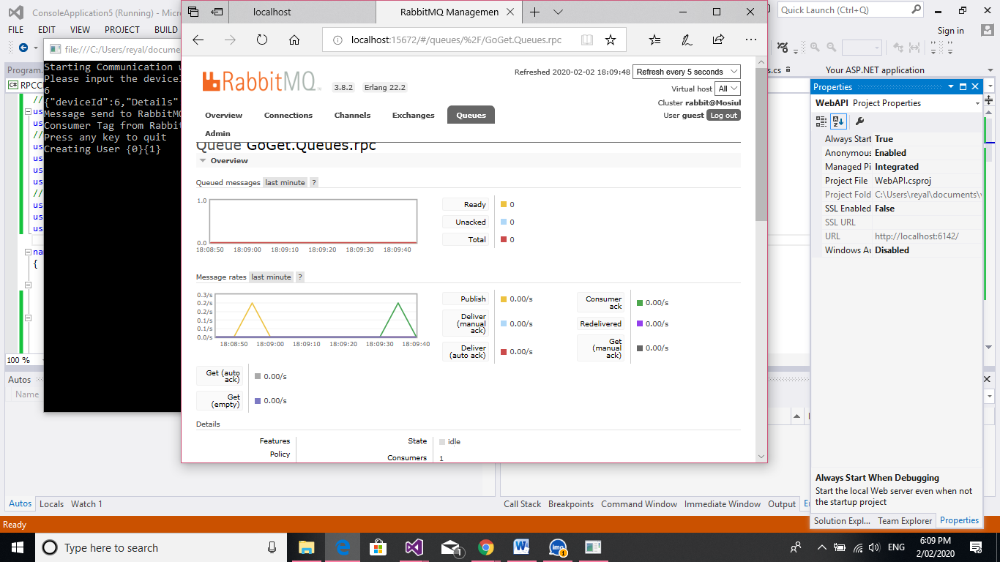 ConsoleApplication5 (Running) - Micro
Quick Launch (Ctrl+Q)
FILE EDIT VIEW PROJECT BUILD
Sign in
Program.
s.cs
Your ASP.NET application
RPCC
file:///C:/Users/reyal/docume
Starting Communication w
Please input the deviceI
6
{"deviceId":6,"Details"
Message send to RabbitMQ
Consumer Tag from Rabbit
Press any key to quit
Creating User {0}{1}
100 %
Autos
Name
Autos Locals Watch 1
localhost
RabbitMQ Managemen
localhost:15672/#/queues/%2F/GoGet.Queues.rpc
RabbitMQ
3.8.2
Erlang 22.2
Refreshed 2020-02-02 18:09:48
Refresh every 5 seconds
Virtual host All
Cluster rabbit@Mosiul
User guest Log out
Overview Connections Channels Exchanges Queues
Admin
Queue GoGet.Queues.rpc
Overview
Queued messages last minute ?
1.0
0.0
18:08:50 18:09:00 18:09:10 18:09:20 18:09:30 18:09:40
Ready 0
Unacked 0
Total 0
Message rates last minute ?
0.3/s
0.2/s
0.2/s
0.1/s
0.1/s
0.0/s
18:08:50 18:09:00 18:09:10 18:09:20 18:09:30 18:09:40
Publish 0.00/s
Deliver
(manual 0.00/s
ack)
Deliver
(auto ack) 0.00/s
Consumer
ack 0.00/s
Redelivered 0.00/s
Get
(manual 0.00/s
ack)
Get (auto
ack) 0.00/s
Get
(empty) 0.00/s
Details
Features
Policy
State idle
Consumers 1
Properties
WebAPI Project Properties
Always Start True
Anonymous Enabled
Managed Pi Integrated
Project File WebAPI.csproj
Project Fold C:\Users\reyal\documents\v
SSL Enabled False
SSL URL
URL http://localhost:6142/
Windows Au Disabled
Always Start When Debugging
Start the local Web server even when not
the startup project
Call Stack Breakpoints Command Window Immediate Window Output
Solution Expl... Team Explorer Properties
Ready
Type here to search
ENG
6:09 PM
2/02/2020